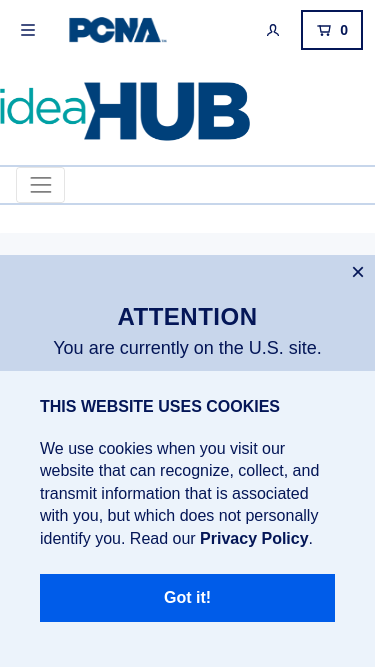 PCNA
0
ideaHUB
ATTENTION
You are currently on the U.S. site.
THIS WEBSITE USES COOKIES
We use cookies when you visit our
website that can recognize, collect, and
transmit information that is associated
with you, but which does not personally
identify you. Read our Privacy Policy.
Got it!